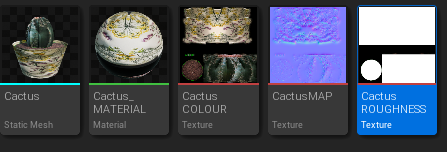 Cactus
Static Mesh
Cactus_
MATERIAL
Material
Cactus
COLOUR
Texture
CactusMAP
Texture
Cactus
ROUGHNESS
Texture